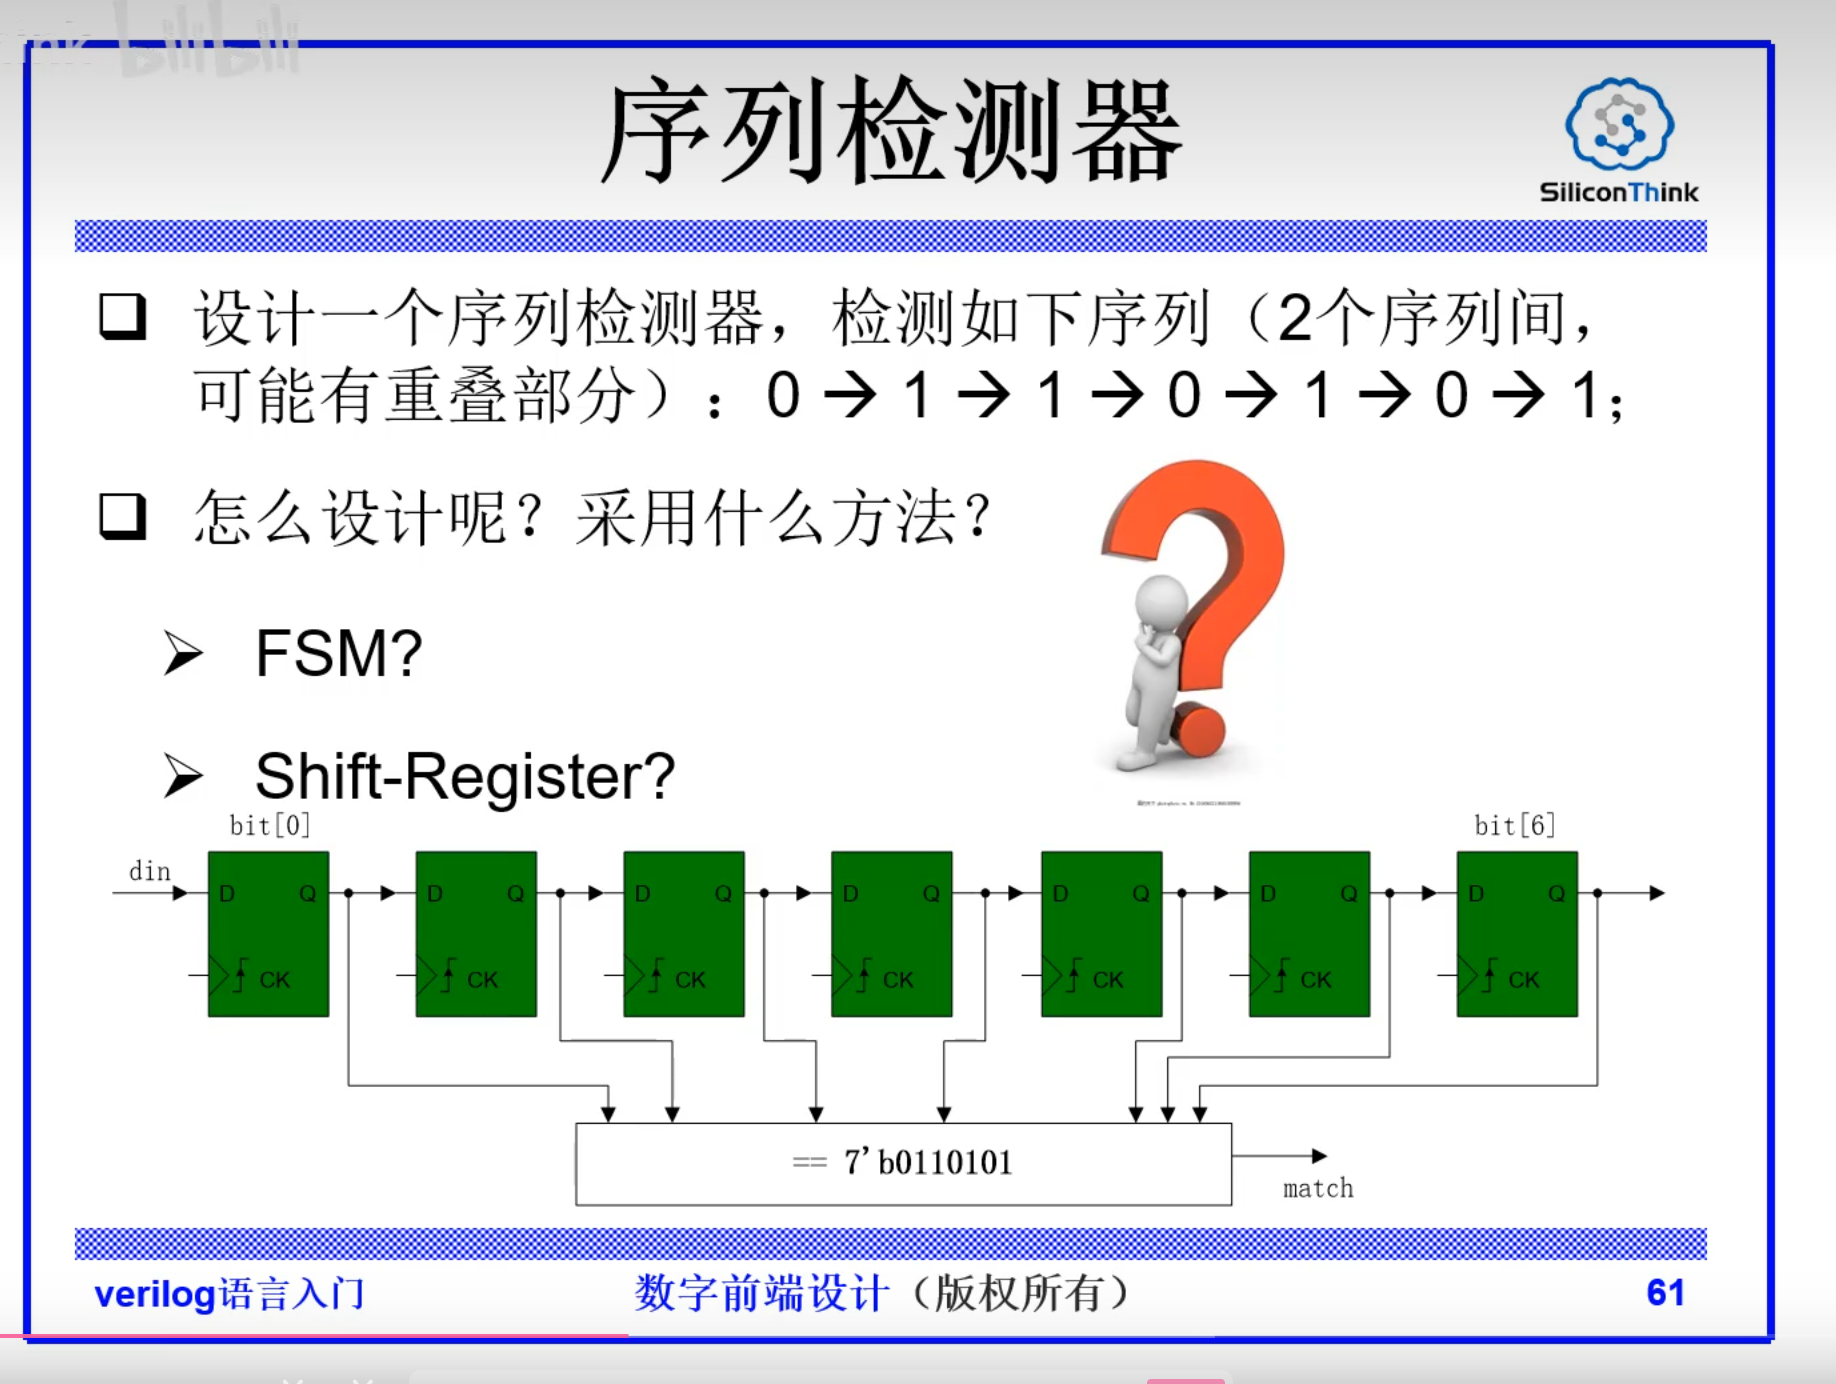 bilibili
序列检测器
SiliconThink
设计一个序列检测器，检测如下序列（2个序列间，
可能有重叠部分）：0 → 1 → 1 → 0 → 1 → 0 → 1；
怎么设计呢？采用什么方法？
FSM?
Shift-Register?
bit[0]
bit[6]
din
D Q D Q D Q D Q D Q D Q D Q
CK CK CK CK CK CK CK
== 7'b0110101
match
verilog语言入门
数字前端设计（版权所有）
61